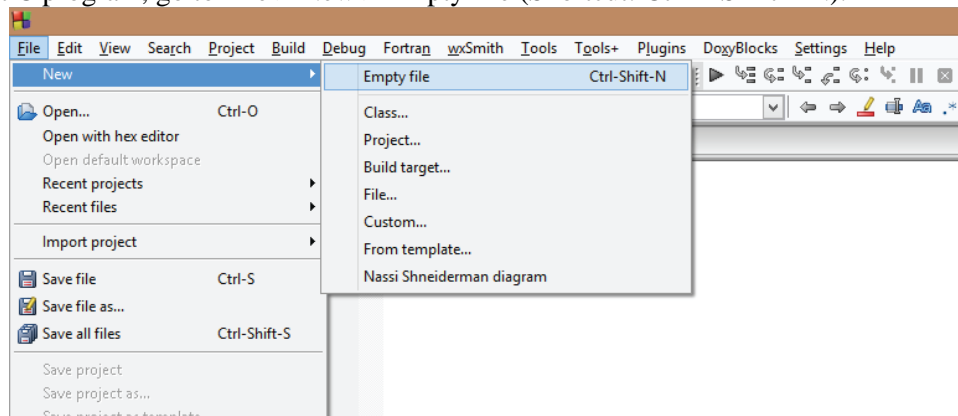 File Edit View Search Project Build Debug Fortran wxSmith Tools Tools+ Plugins DoxyBlocks Settings Help
New
Empty file Ctrl-Shift-N
Class...
Project...
Build target...
File...
Custom...
From template...
Nassi Shneiderman diagram
Open... Ctrl-O
Open with hex editor
Open default workspace
Recent projects
Recent files
Import project
Save file Ctrl-S
Save file as...
Save all files Ctrl-Shift-S
Save project
Save project as...